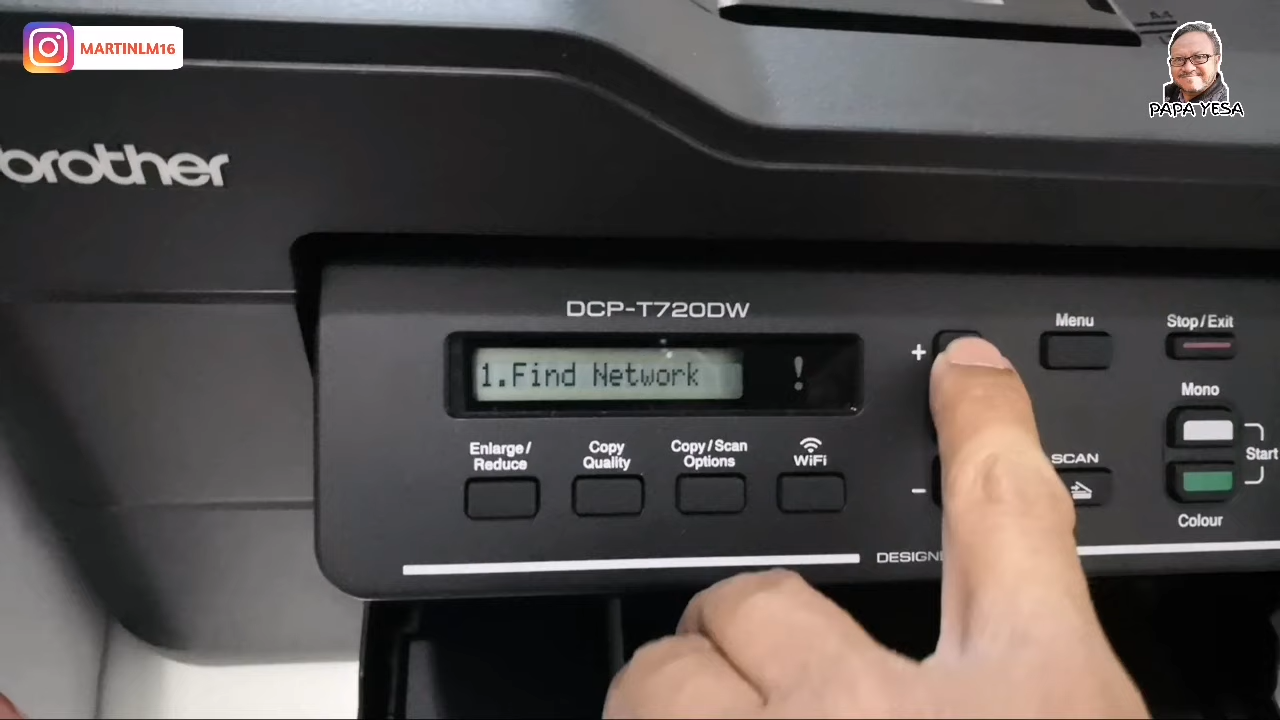 MARTINLM16
PAPA YESA
brother
DCP-T720DW
1.Find Network
!
+
Menu
Stop/Exit
Mono
Enlarge/
Reduce
Copy
Quality
Copy/Scan
Options
WiFi
-
SCAN
Start
Colour